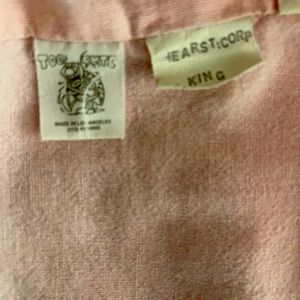 TOO CUTE
MADE IN LOS ANGELES
HEARST:CORP
KING